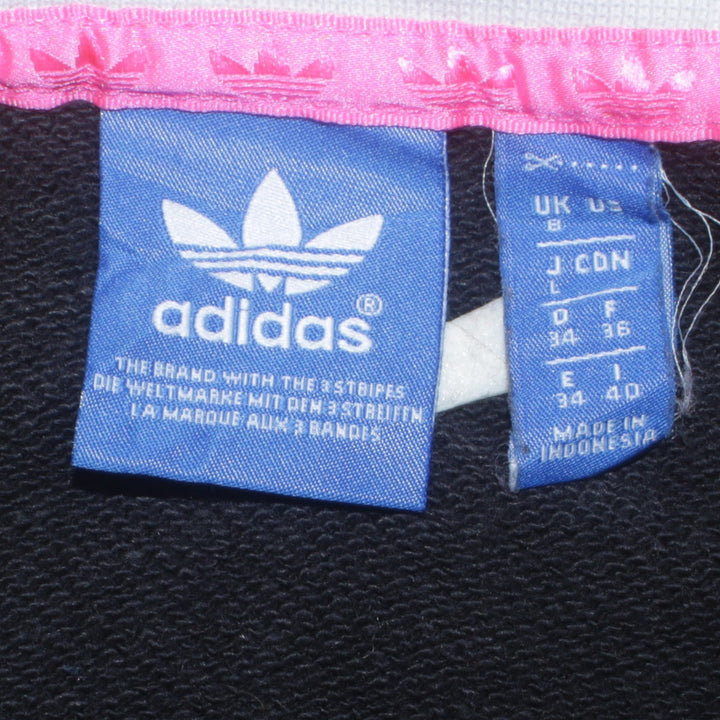 adidas®
THE BRAND WITH THE 3 STRIPES
DIE WELTMARKE MIT DEN 3 STREIFEN
LA MARQUE AUX 3 BANDES
UK US
8
J CDN
L
D F
34 36
E I
34 40
MADE IN
INDONESIA